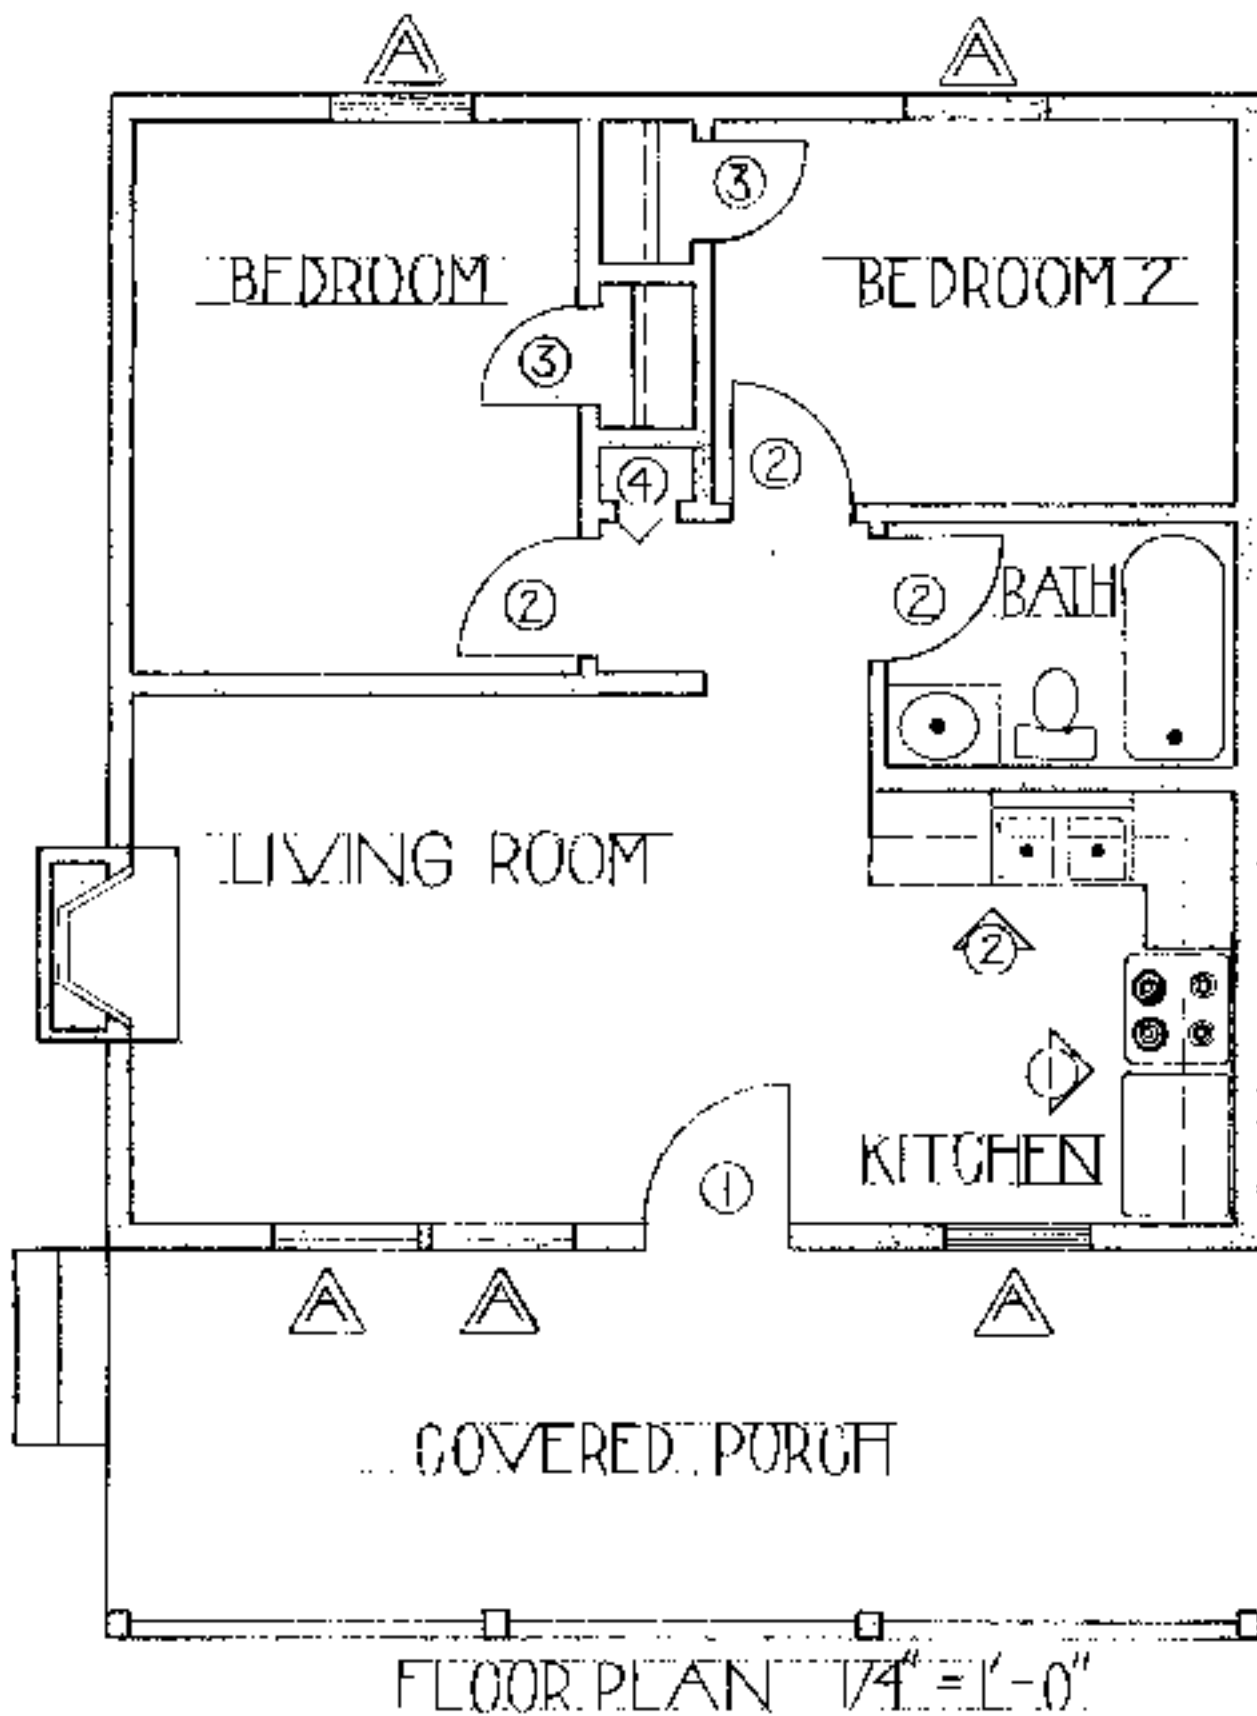 A A
3
BEDROOM BEDROOM 2
3
2
4
2 2 BATH
LIVING ROOM
2
1
KITCHEN
1
A A A
COVERED PORCH
FLOOR PLAN 1/4" = 1'-0"